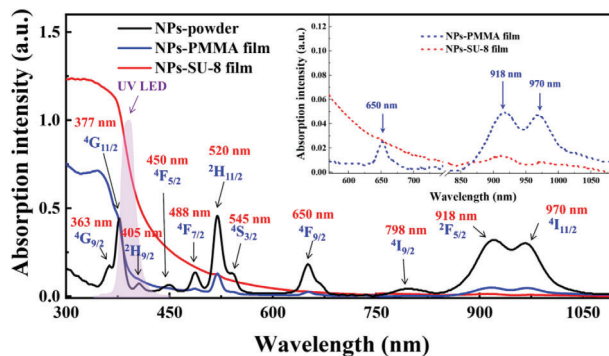 NPs-powder
NPs-PMMA film
NPs-SU-8 film
UV LED
377 nm
⁴G₁₁/₂
363 nm
⁴G₉/₂
405 nm
²H₉/₂
450 nm
⁴F₅/₂
488 nm
⁴F₇/₂
520 nm
²H₁₁/₂
545 nm
⁴S₃/₂
650 nm
⁴F₉/₂
798 nm
⁴I₉/₂
918 nm
²F₅/₂
970 nm
⁴I₁₁/₂
Absorption intensity (a.u.)
1.5
1.0
0.5
0.0
300 450 600 750 900 1050
Wavelength (nm)
Absorption intensity (a.u.)
0.12
0.10
0.08
0.06
0.04
0.02
0.00
NPs-PMMA film
NPs-SU-8 film
650 nm
918 nm
970 nm
600 650 700 850 900 950 1000 1050
Wavelength (nm)